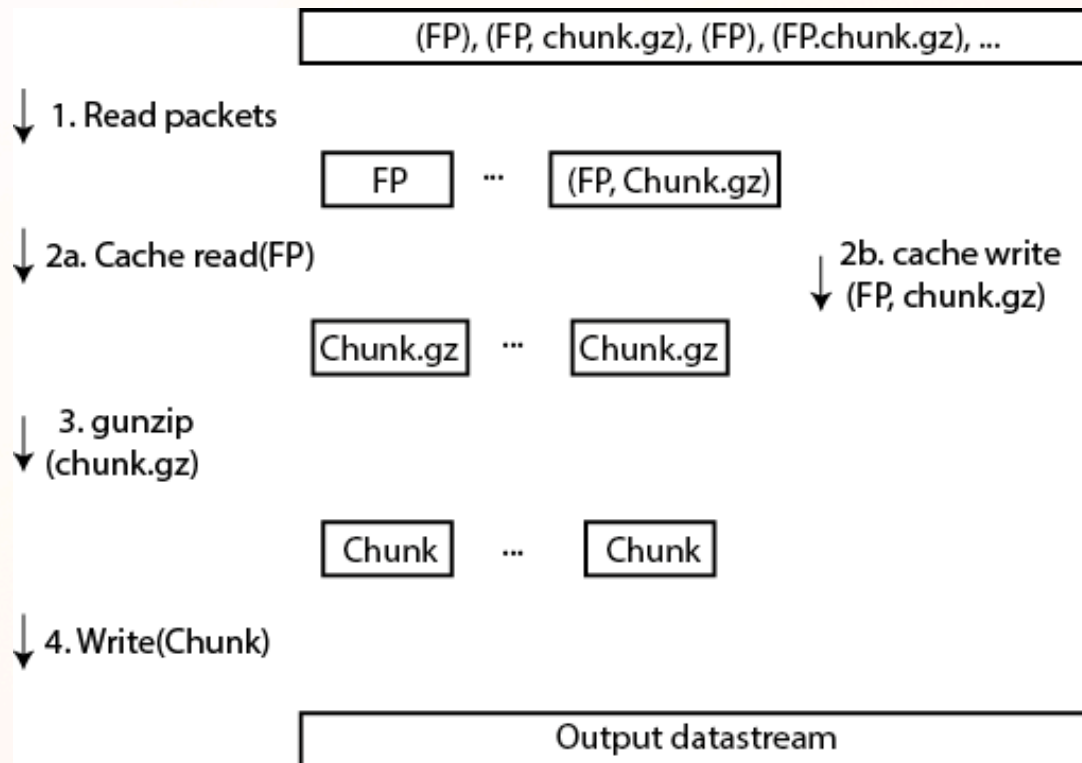 (FP), (FP, chunk.gz), (FP), (FP.chunk.gz), ...
1. Read packets
FP ... (FP, Chunk.gz)
2a. Cache read(FP)
2b. cache write
(FP, chunk.gz)
Chunk.gz ... Chunk.gz
3. gunzip
(chunk.gz)
Chunk ... Chunk
4. Write(Chunk)
Output datastream